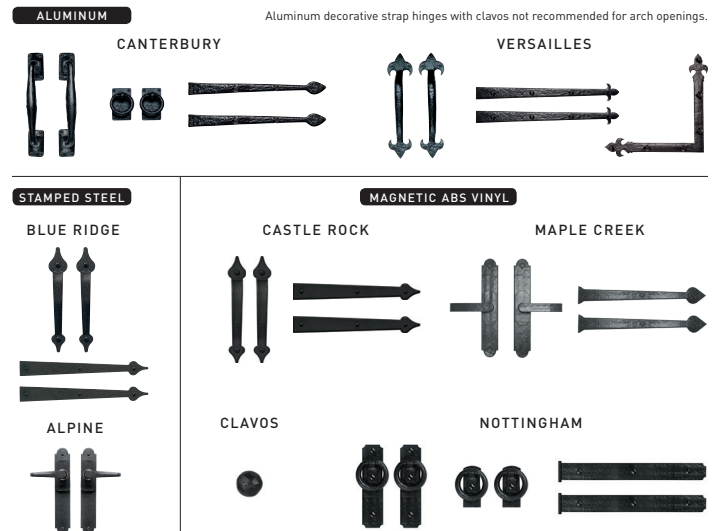 ALUMINUM
Aluminum decorative strap hinges with clavos not recommended for arch openings.
CANTERBURY
VERSAILLES
STAMPED STEEL
BLUE RIDGE
ALPINE
MAGNETIC ABS VINYL
CASTLE ROCK
MAPLE CREEK
CLAVOS
NOTTINGHAM